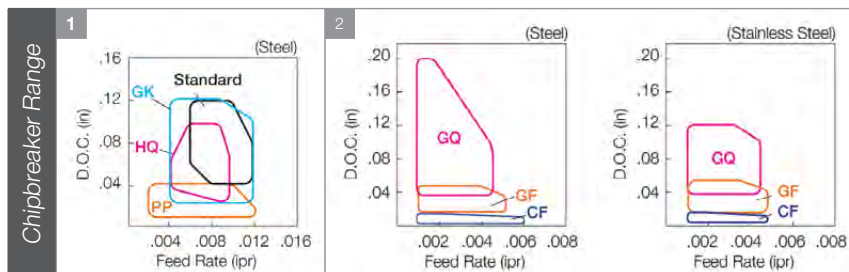 Chipbreaker Range
1
(Steel)
.16
.12
.08
.04
D.O.C. (in)
Standard
GK
HQ
PP
.004 .008 .012 .016
Feed Rate (ipr)
2
(Steel)
.20
.16
.12
.08
.04
D.O.C. (in)
GQ
GF
CF
.002 .004 .006 .008
Feed Rate (ipr)
(Stainless Steel)
.20
.16
.12
.08
.04
D.O.C. (in)
GQ
GF
CF
.002 .004 .006 .008
Feed Rate (ipr)